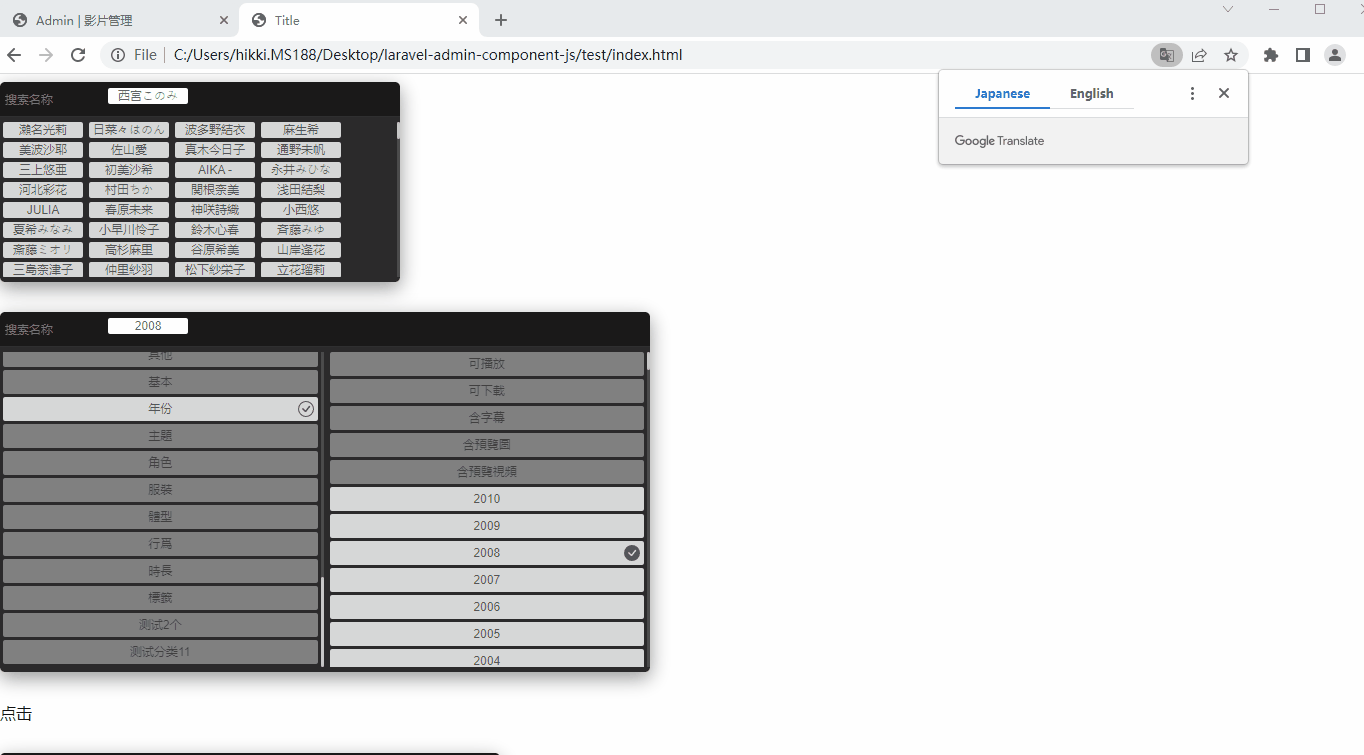 Admin | 影片管理
Title
File
C:/Users/hikki.MS188/Desktop/laravel-admin-component-js/test/index.html
Japanese
English
Google Translate
搜索名称
西宮このみ
瀬名光莉 日菜々はのん 波多野結衣 麻生希
美波沙耶 佐山愛 真木今日子 通野未帆
三上悠亜 初美沙希 AIKA - 永井みひな
河北彩花 村田ちか 関根奈美 浅田結梨
JULIA 春原未来 神咲詩織 小西悠
夏希みなみ 小早川怜子 鈴木心春 斉藤みゆ
斎藤ミオリ 高杉麻里 谷原希美 山岸逢花
三島奈津子 仲里紗羽 松下紗栄子 立花瑠莉
搜索名称
2008
其他
基本
年份
主題
角色
服裝
體型
行爲
時長
標籤
测试2个
测试分类11
可播放
可下載
含字幕
含預覽圖
含預覽視頻
2010
2009
2008
2007
2006
2005
2004
点击